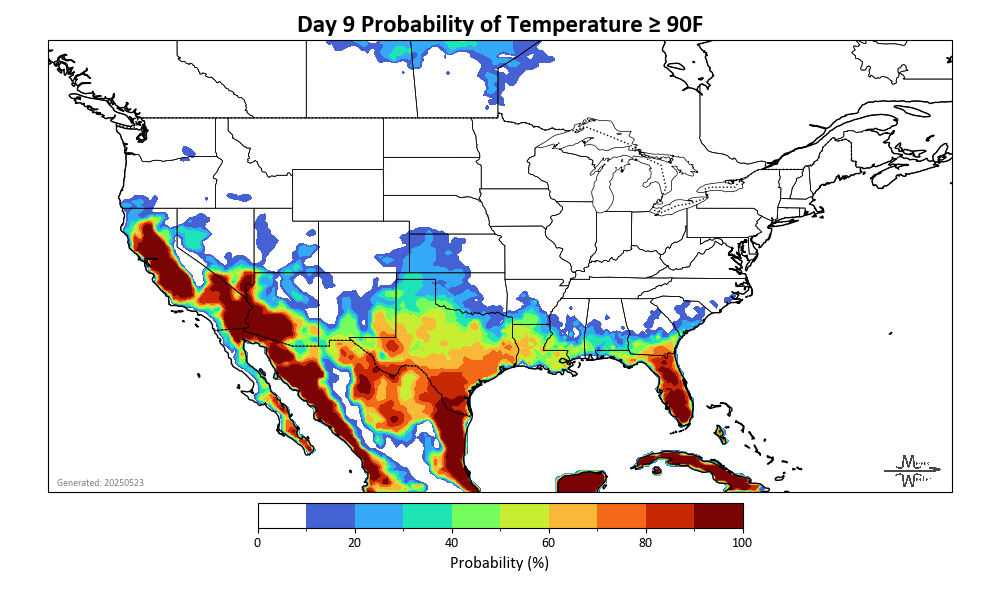 Day 9 Probability of Temperature ≥ 90F
Generated: 20250523
0 20 40 60 80 100
Probability (%)